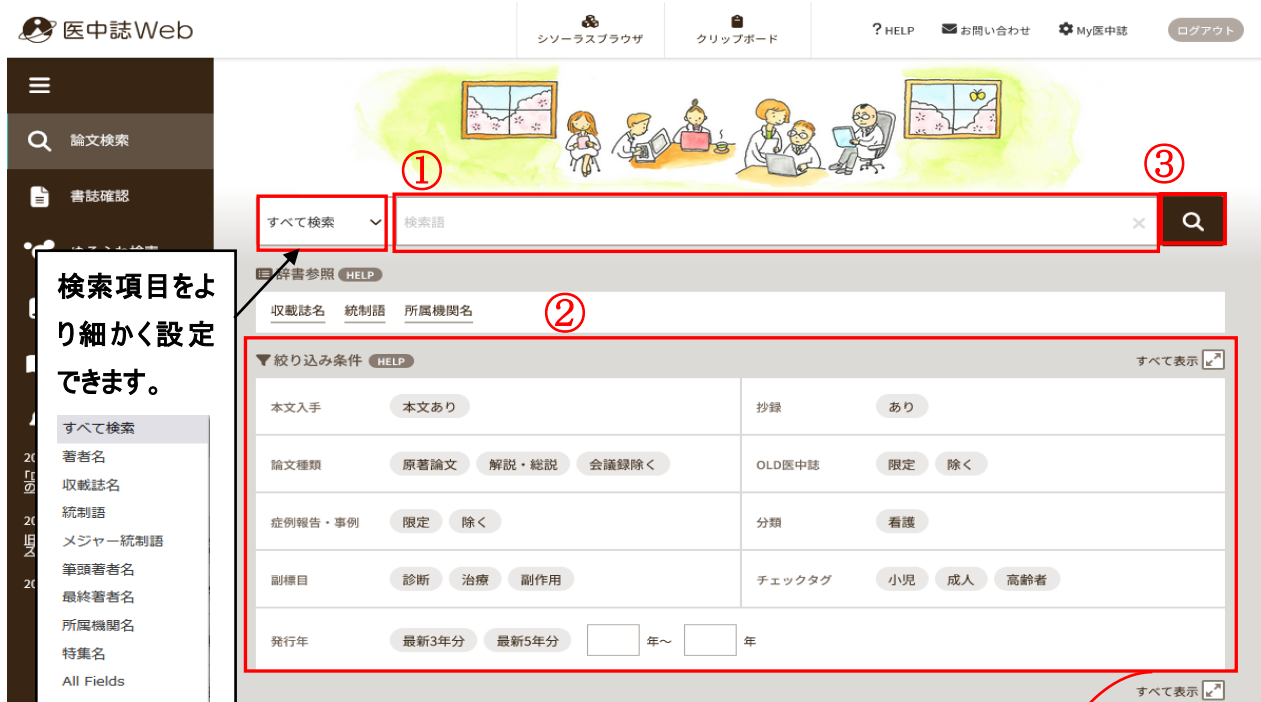 医中誌Web
シソーラスブラウザ
クリップボード
? HELP
お問い合わせ
My医中誌
ログアウト
論文検索
書誌確認
① ③
すべて検索
検索語
検索項目をよ
り細かく設定
できます。
すべて検索
著者名
収載誌名
統制語
メジャー統制語
筆頭著者名
最終著者名
所属機関名
特集名
All Fields
辞書参照 HELP
収載誌名 統制語 所属機関名
②
絞り込み条件 HELP
すべて表示
本文入手 本文あり
抄録 あり
論文種類 原著論文 解説・総説 会議録除く
OLD医中誌 限定 除く
症例報告・事例 限定 除く
分類 看護
副標目 診断 治療 副作用
チェックタグ 小児 成人 高齢者
発行年 最新3年分 最新5年分 年~ 年
すべて表示